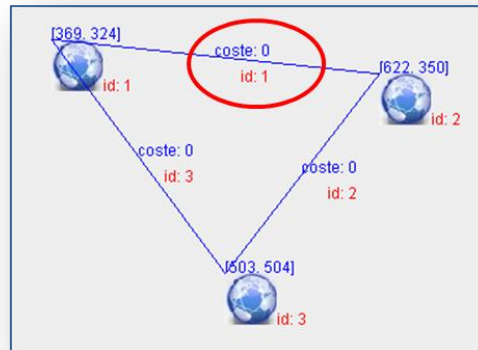 [369, 324]
coste: 0
id: 1
[622, 350]
id: 1
id: 2
coste: 0
id: 3
coste: 0
id: 2
[503, 504]
id: 3